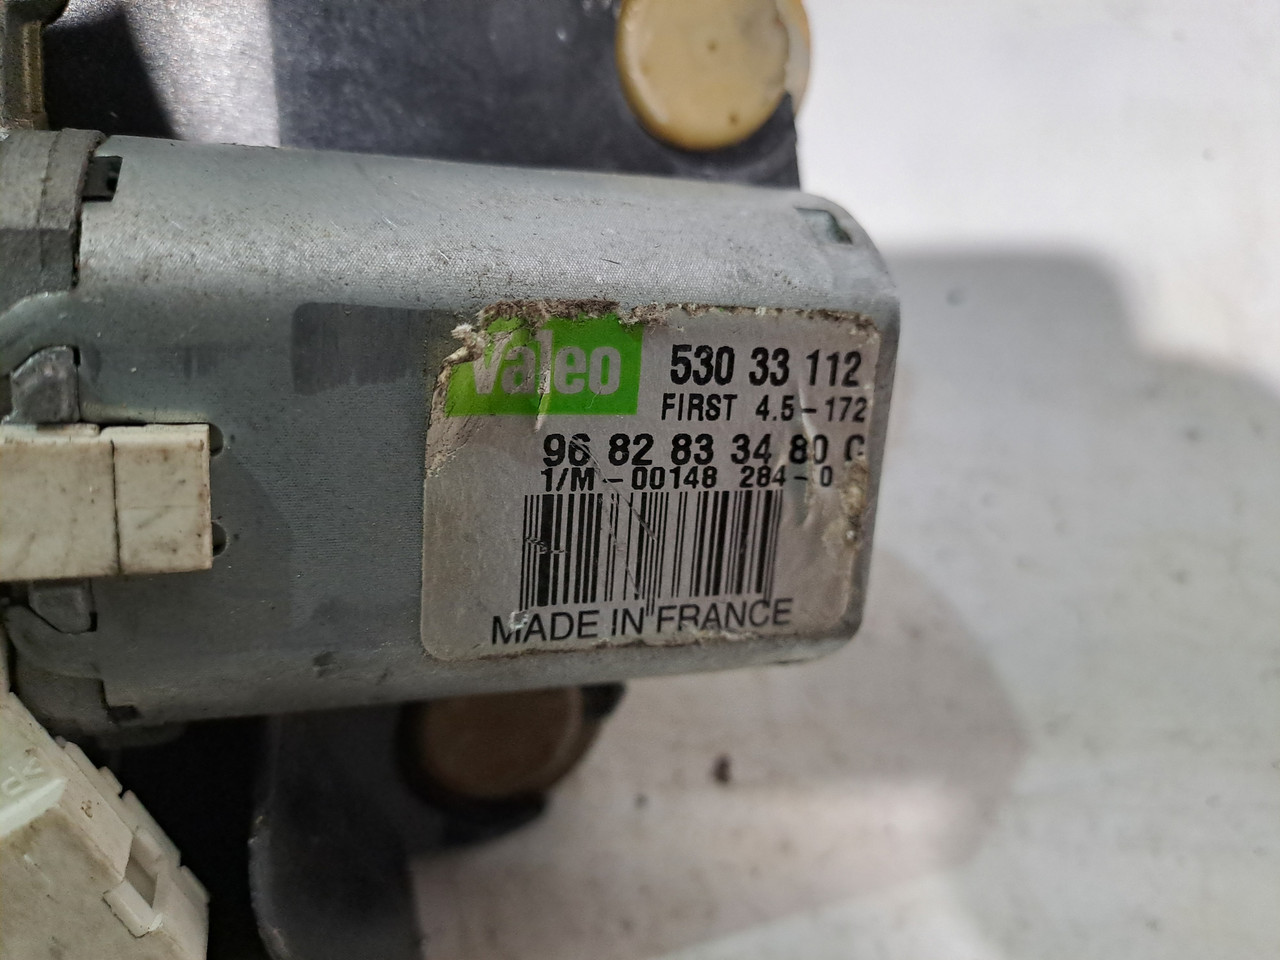 Valeo
530 33 112
FIRST 4.5-172
96 82 83 34 80 C
1/M-00148 284-0
MADE IN FRANCE